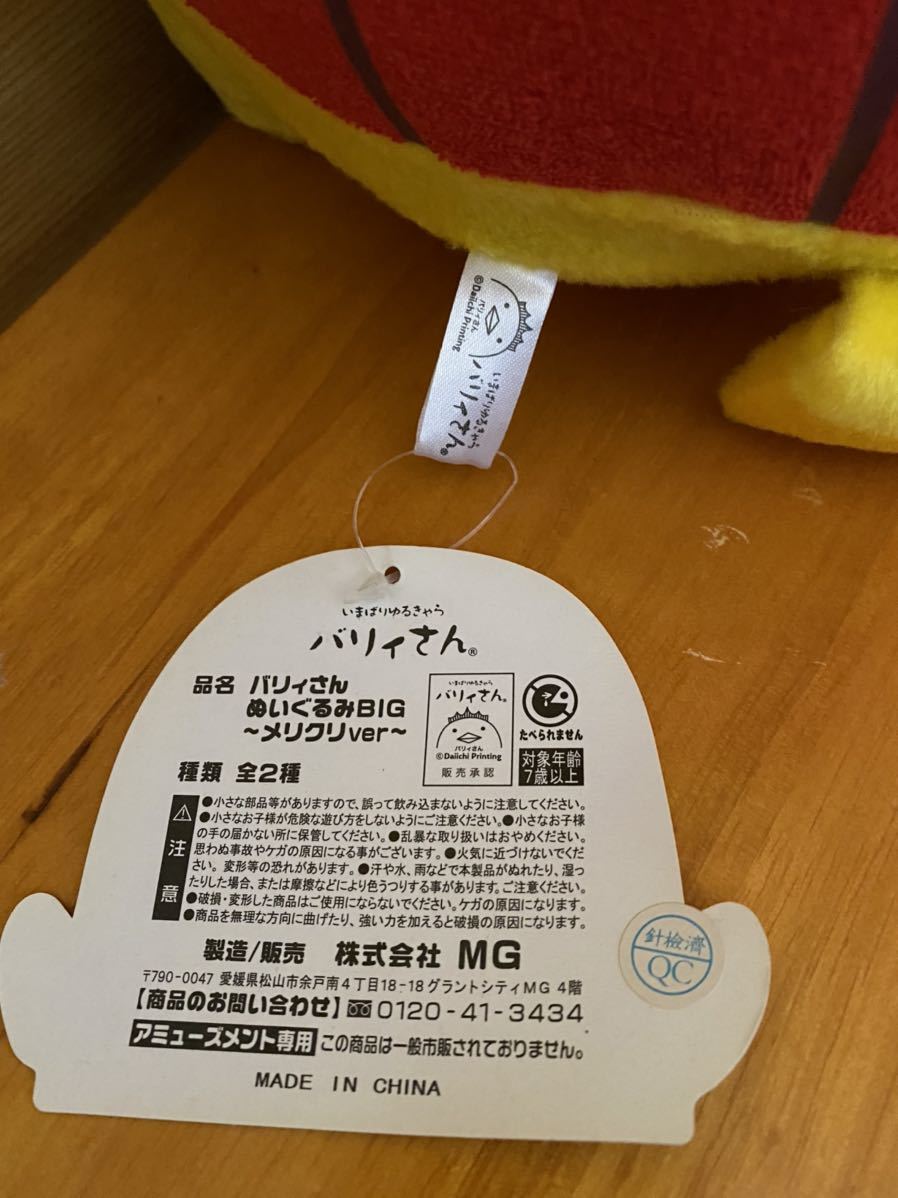 ©Daiichi Printing
バリィさん
いまばりゆるきゃら
バリィさん®
いまばりゆるきゃら
バリィさん®
品名 バリィさん
ぬいぐるみBIG
~メリクリver~
種類 全2種
いまばりゆるきゃら
バリィさん®
バリィさん
©Daiichi Printing
販売承認
たべられません
対象年齢
7歳以上
注意
●小さな部品等がありますので、誤って飲み込まないように注意してください。
●小さなお子様が危険な遊び方をしないようにご注意ください。●小さなお子様
の手の届かない所に保管してください。●乱暴な取り扱いはおやめください。
思わぬ事故やケガの原因になる事がございます。●火気に近づけないでくだ
さい。変形等の恐れがあります。●汗や水、雨などで本製品がぬれたり、湿っ
たりした場合、または摩擦などにより色うつりする事があります。ご注意ください。
●破損・変形した商品はご使用にならないでください。ケガの原因になります。
●商品を無理な方向に曲げたり、強い力を加えると破損の原因になります。
製造/販売 株式会社 MG
〒790-0047 愛媛県松山市余戸南4丁目18-18グラントシティMG 4階
【商品のお問い合わせ】 0120-41-3434
アミューズメント専用 この商品は一般市販されておりません。
MADE IN CHINA
針檢濟
QC